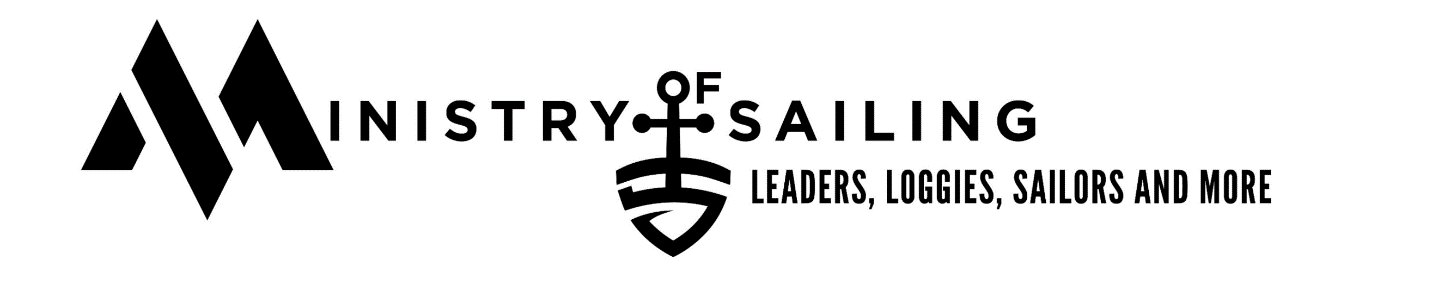 MINISTRY OF SAILING
LEADERS, LOGGIES, SAILORS AND MORE